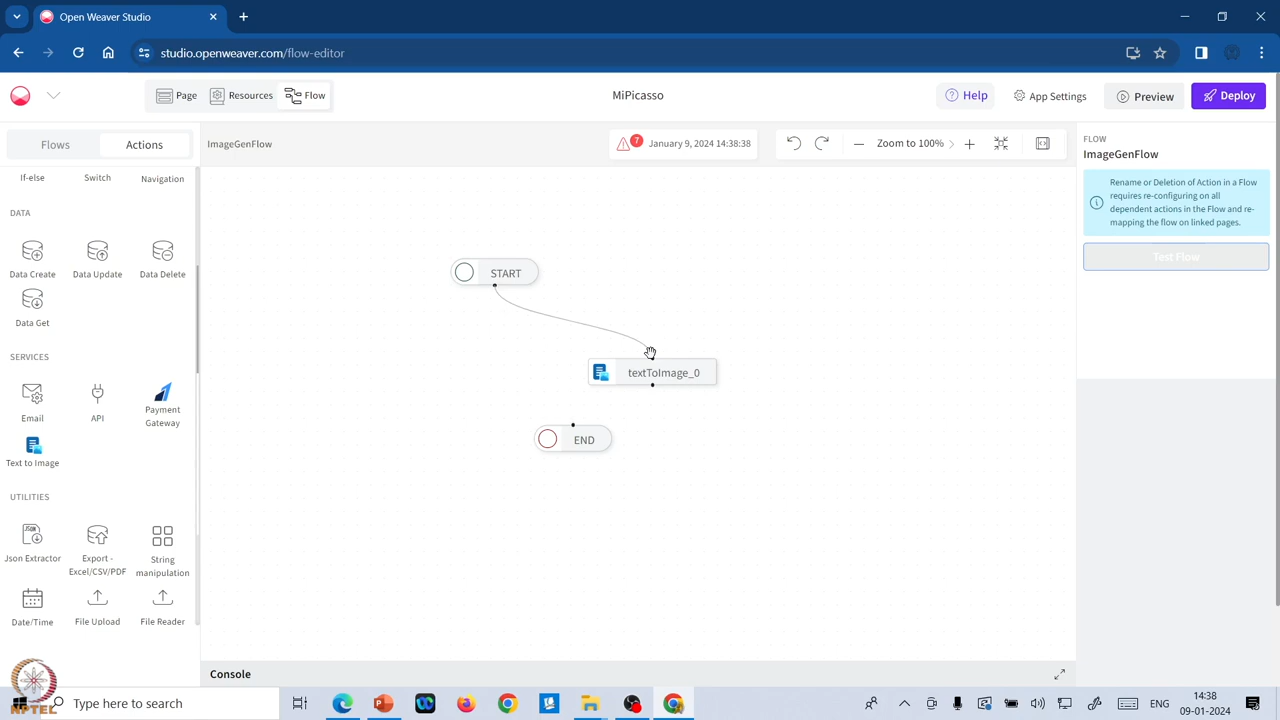 Open Weaver Studio
studio.openweaver.com/flow-editor
Page
Resources
Flow
MiPicasso
Help
App Settings
Preview
Deploy
Flows
Actions
ImageGenFlow
7
January 9, 2024 14:38:38
Zoom to 100%
FLOW
ImageGenFlow
Rename or Deletion of Action in a Flow
requires re-configuring on all
dependent actions in the Flow and re-
mapping the flow on linked pages.
Test Flow
If-else
Switch
Navigation
DATA
Data Create
Data Update
Data Delete
Data Get
SERVICES
Email
API
Payment
Gateway
Text to Image
UTILITIES
Json Extractor
Export -
Excel/CSV/PDF
String
manipulation
Date/Time
File Upload
File Reader
START
textToImage_0
END
Console
NPTEL
Type here to search
ENG
14:38
09-01-2024